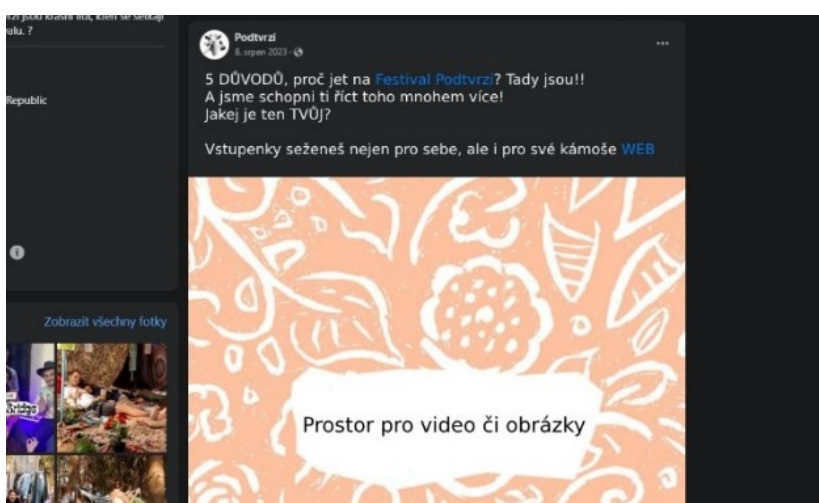 alu. ?
Republic
Zobrazit všechny fotky
Podtvrzí
8. srpen 2023 ·
5 DŮVODŮ, proč jet na Festival Podtvrzí? Tady jsou!!
A jsme schopni ti říct toho mnohem více!
Jakej je ten TVŮJ?
Vstupenky seženeš nejen pro sebe, ale i pro své kámoše WEB
Prostor pro video či obrázky